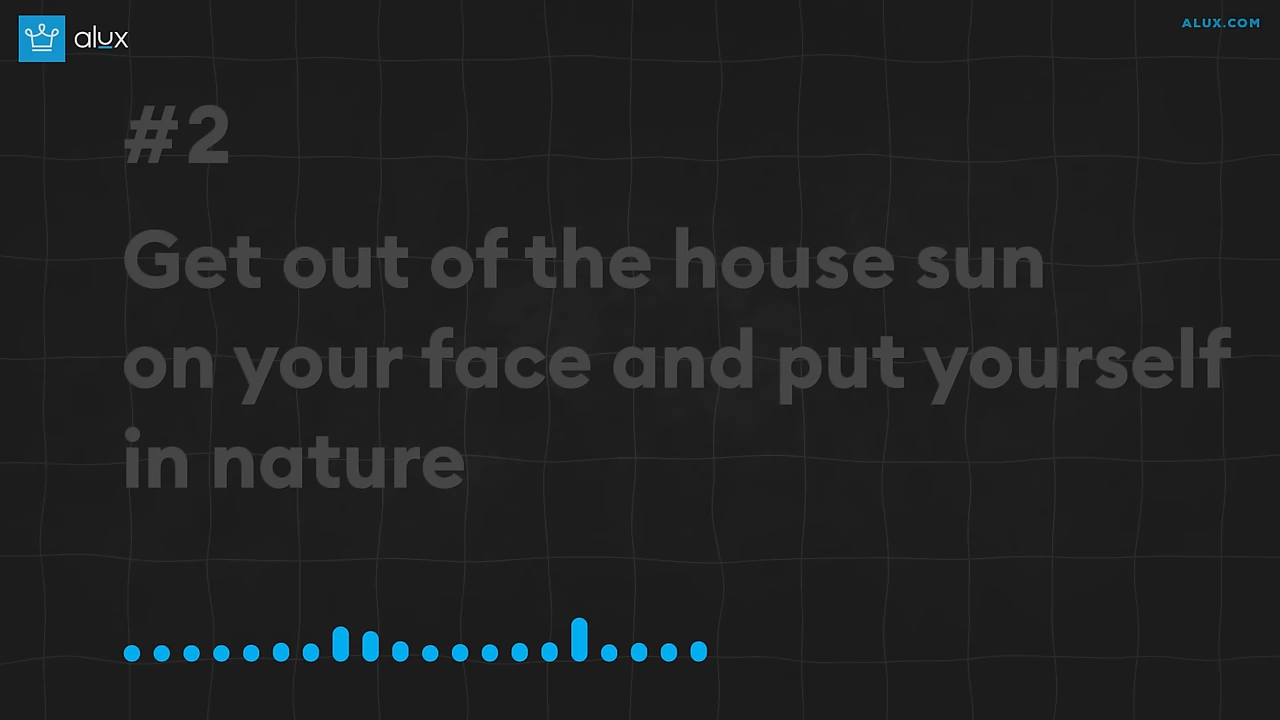 alux
ALUX.COM
#2
Get out of the house sun
on your face and put yourself
in nature